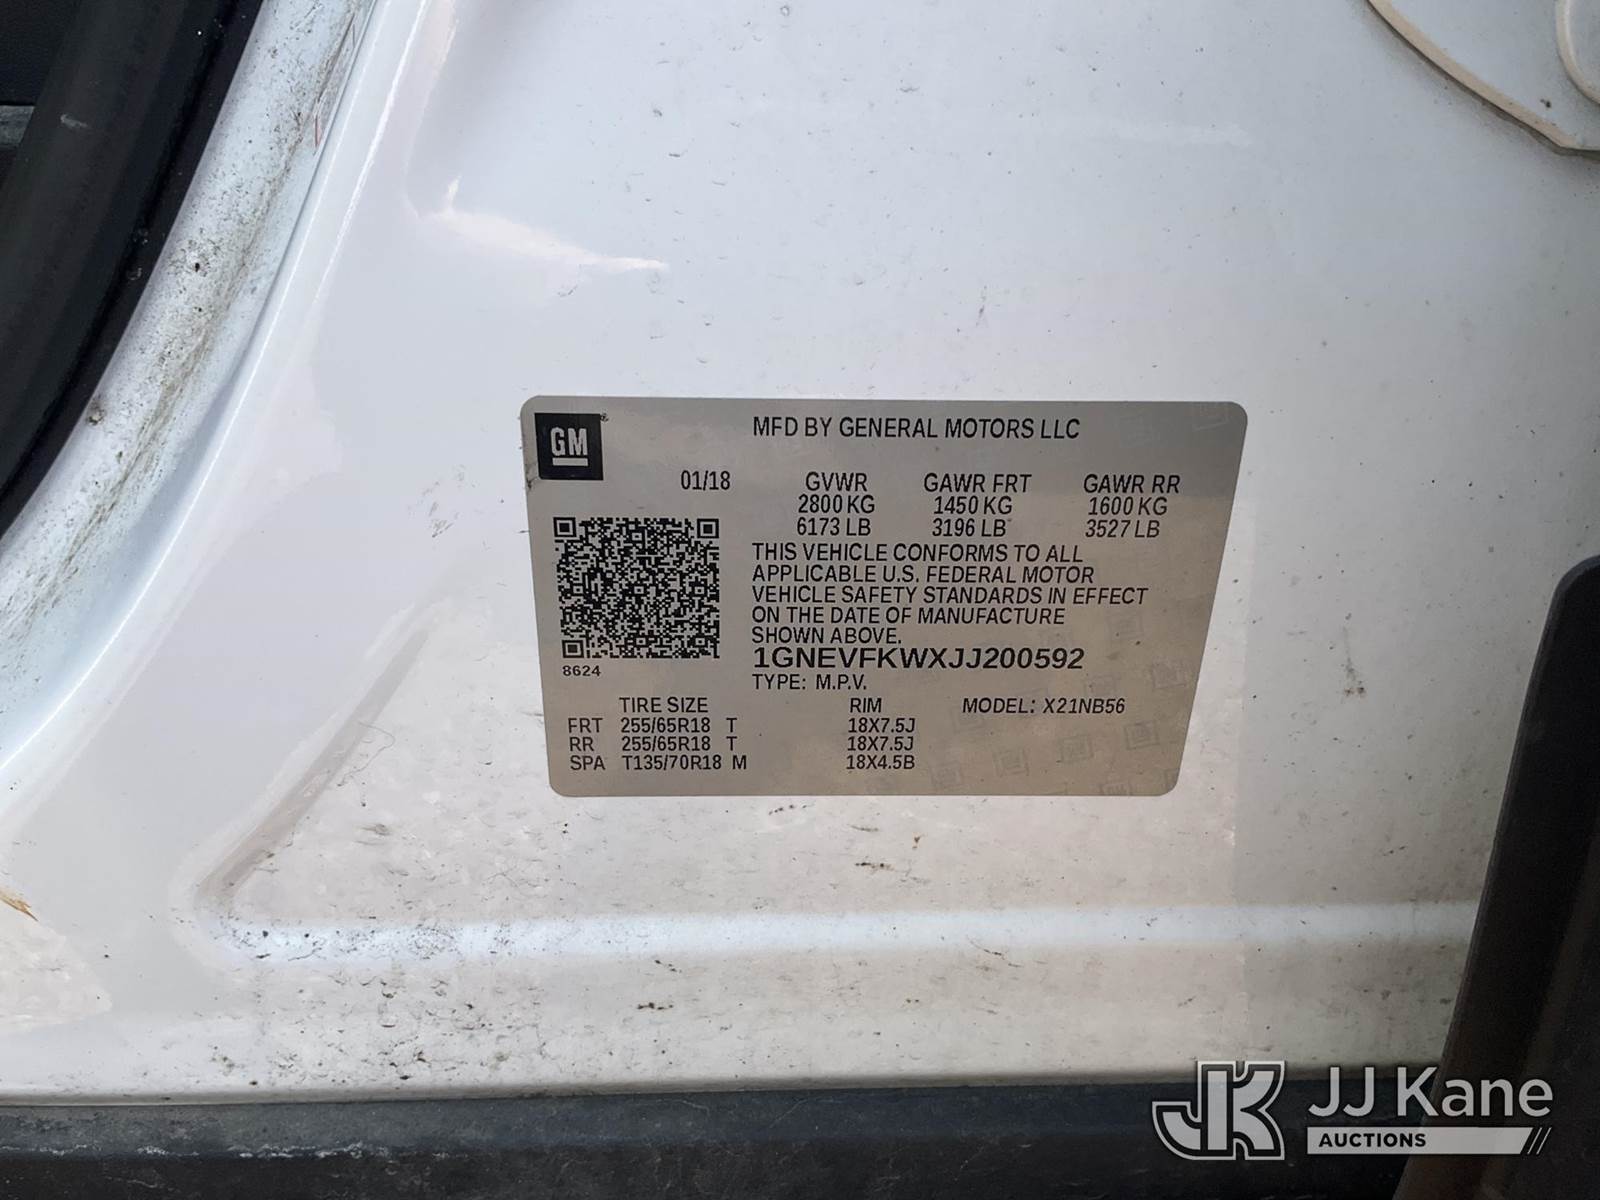 GM
MFD BY GENERAL MOTORS LLC
01/18 GVWR GAWR FRT GAWR RR
2800 KG 1450 KG 1600 KG
6173 LB 3196 LB 3527 LB
THIS VEHICLE CONFORMS TO ALL
APPLICABLE U.S. FEDERAL MOTOR
VEHICLE SAFETY STANDARDS IN EFFECT
ON THE DATE OF MANUFACTURE
SHOWN ABOVE.
8624
1GNEVFKWXJJ200592
TYPE: M.P.V.
TIRE SIZE RIM MODEL: X21NB56
FRT 255/65R18 T 18X7.5J
RR 255/65R18 T 18X7.5J
SPA T135/70R18 M 18X4.5B
JK JJ Kane
AUCTIONS